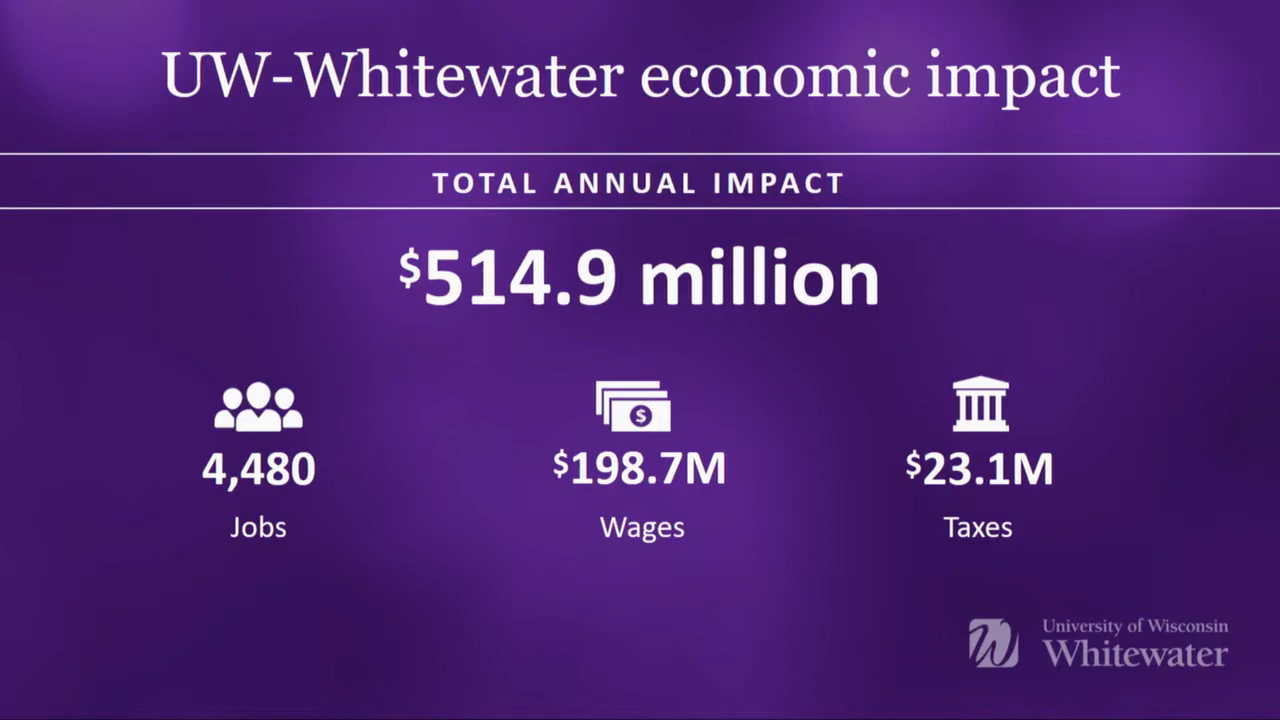 UW-Whitewater economic impact
TOTAL ANNUAL IMPACT
$514.9 million
$
4,480
$198.7M
$23.1M
Jobs
Wages
Taxes
University of Wisconsin
Whitewater